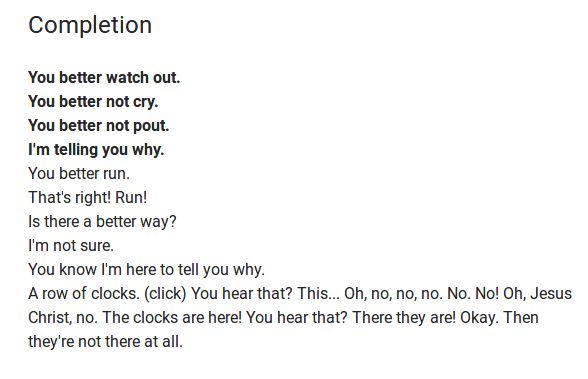 Completion
You better watch out.
You better not cry.
You better not pout.
I'm telling you why.
You better run.
That's right! Run!
Is there a better way?
I'm not sure.
You know I'm here to tell you why.
A row of clocks. (click) You hear that? This... Oh, no, no, no. No. No! Oh, Jesus
Christ, no. The clocks are here! You hear that? There they are! Okay. Then
they're not there at all.